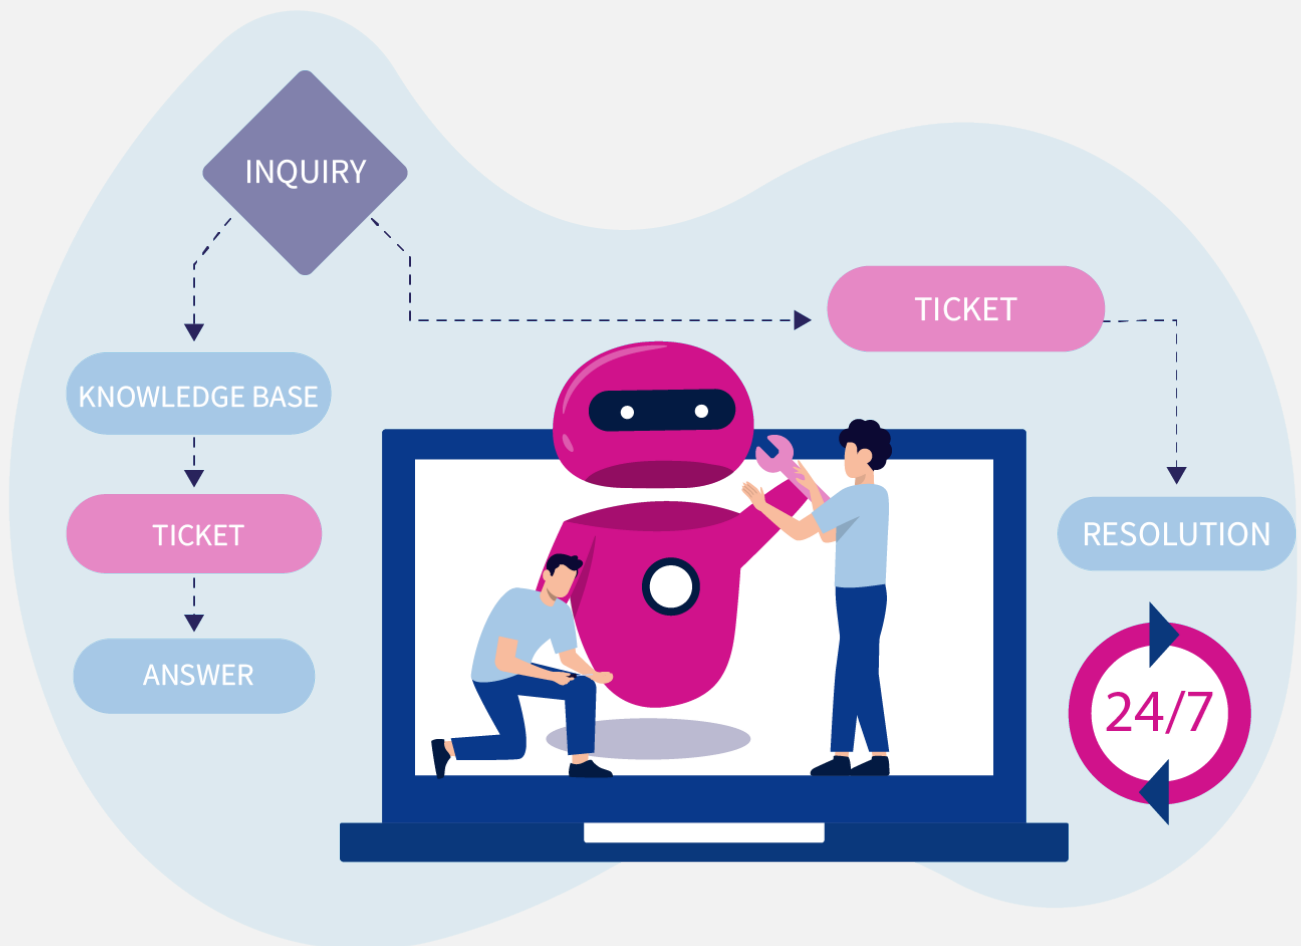 INQUIRY
TICKET
KNOWLEDGE BASE
TICKET
RESOLUTION
ANSWER
24/7